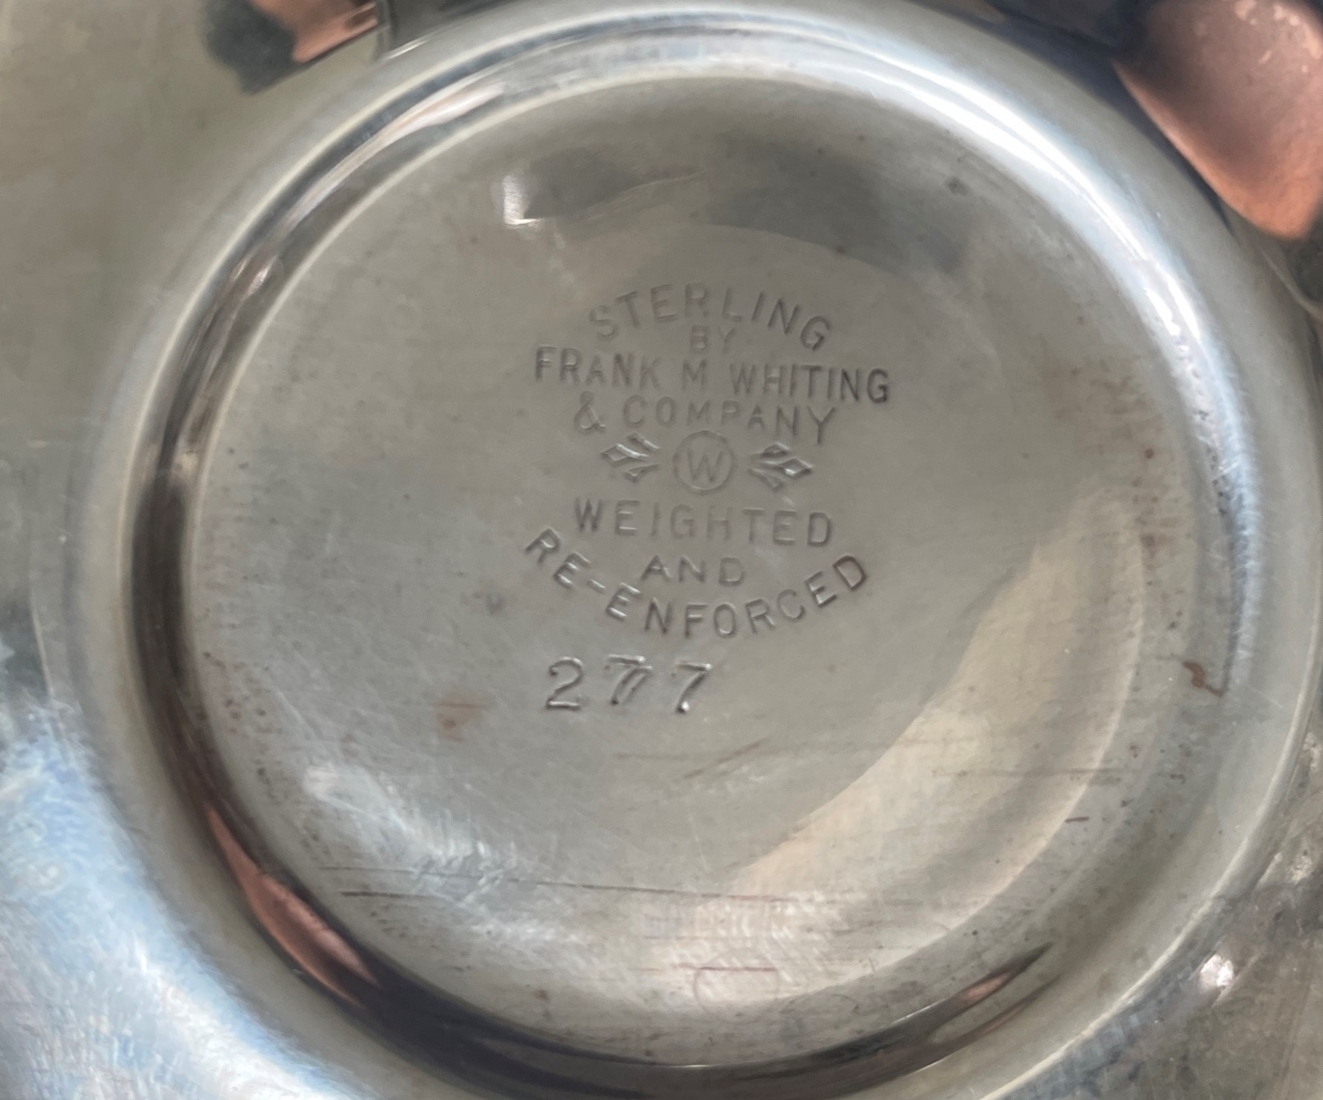 STERLING
BY
FRANK M WHITING
& COMPANY
W
WEIGHTED
AND
RE-ENFORCED
277